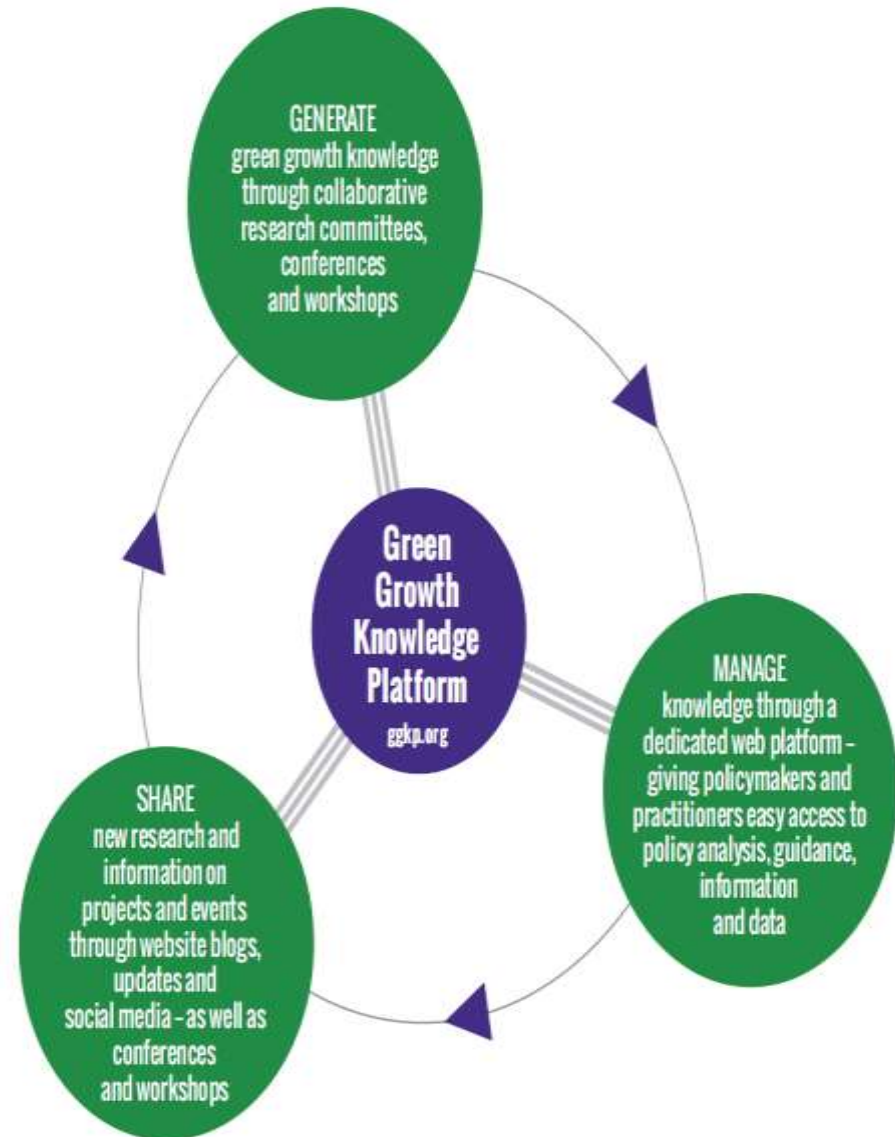 GENERATE
green growth knowledge
through collaborative
research committees,
conferences
and workshops
Green
Growth
Knowledge
Platform
ggkp.org
MANAGE
knowledge through a
dedicated web platform –
giving policymakers and
practitioners easy access to
policy analysis, guidance,
information
and data
SHARE
new research and
information on
projects and events
through website blogs,
updates and
social media – as well as
conferences
and workshops